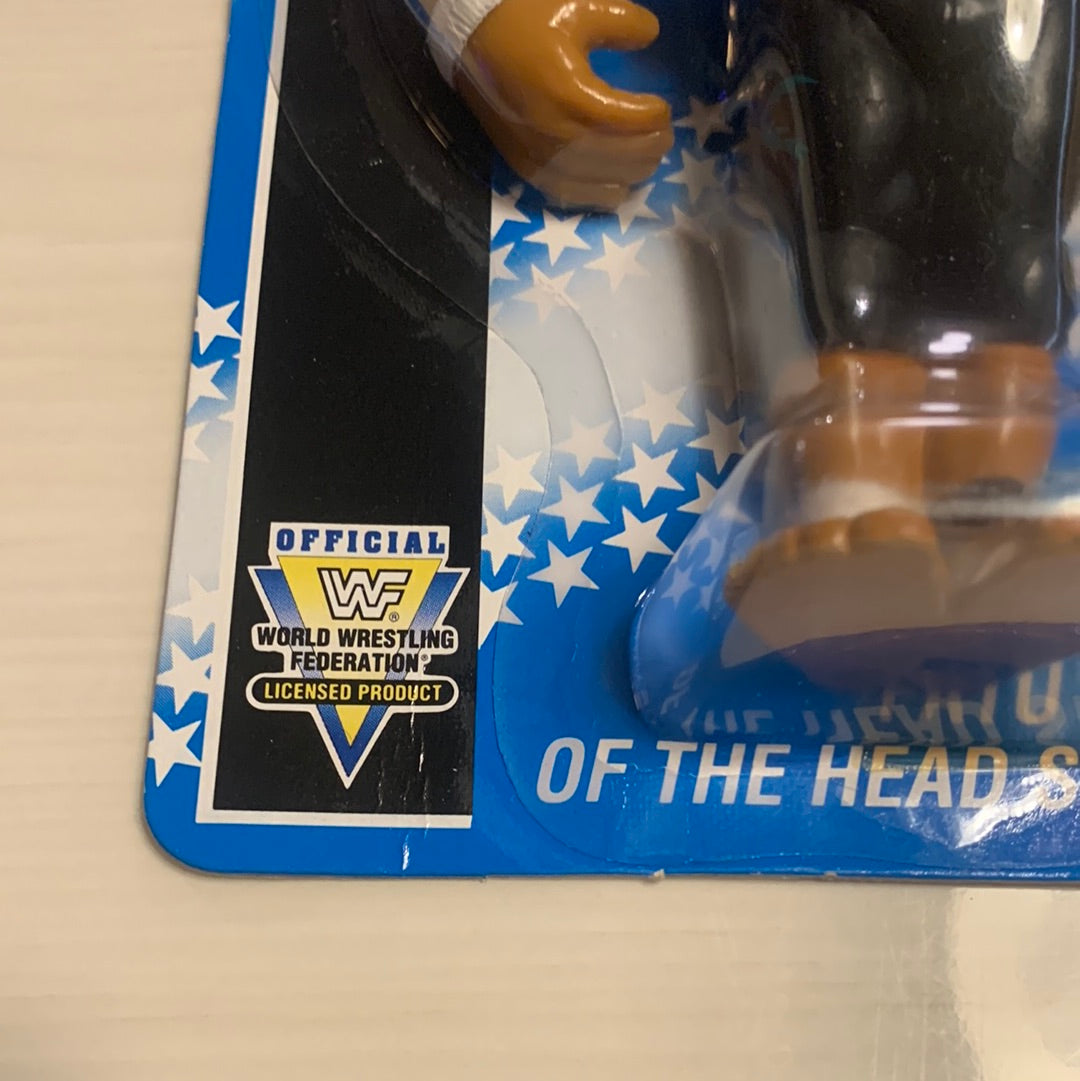 OFFICIAL
WF®
WORLD WRESTLING
FEDERATION®
LICENSED PRODUCT
OF THE HEAD S